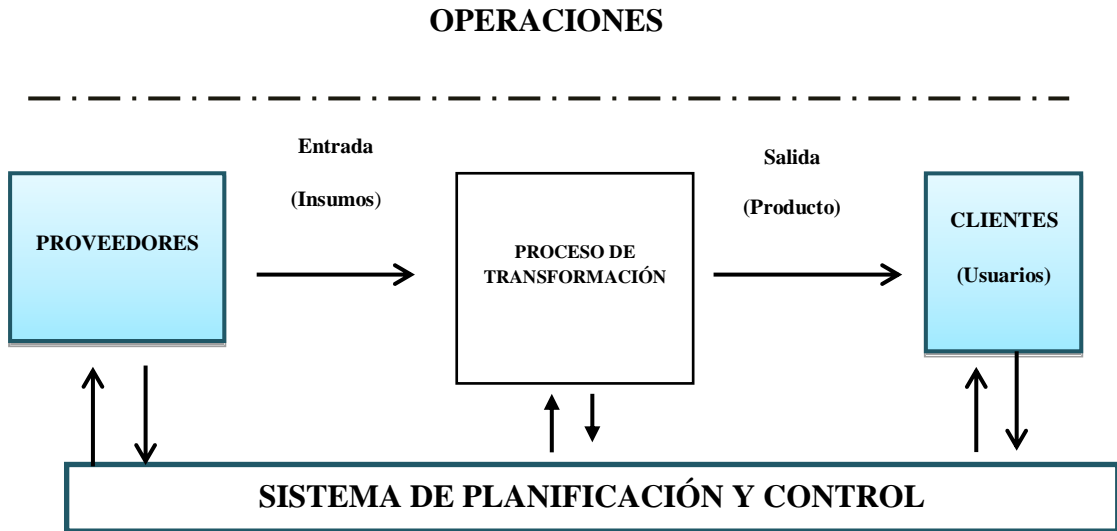 OPERACIONES
Entrada
(Insumos)
Salida
(Producto)
PROVEEDORES
PROCESO DE
TRANSFORMACIÓN
CLIENTES
(Usuarios)
SISTEMA DE PLANIFICACIÓN Y CONTROL